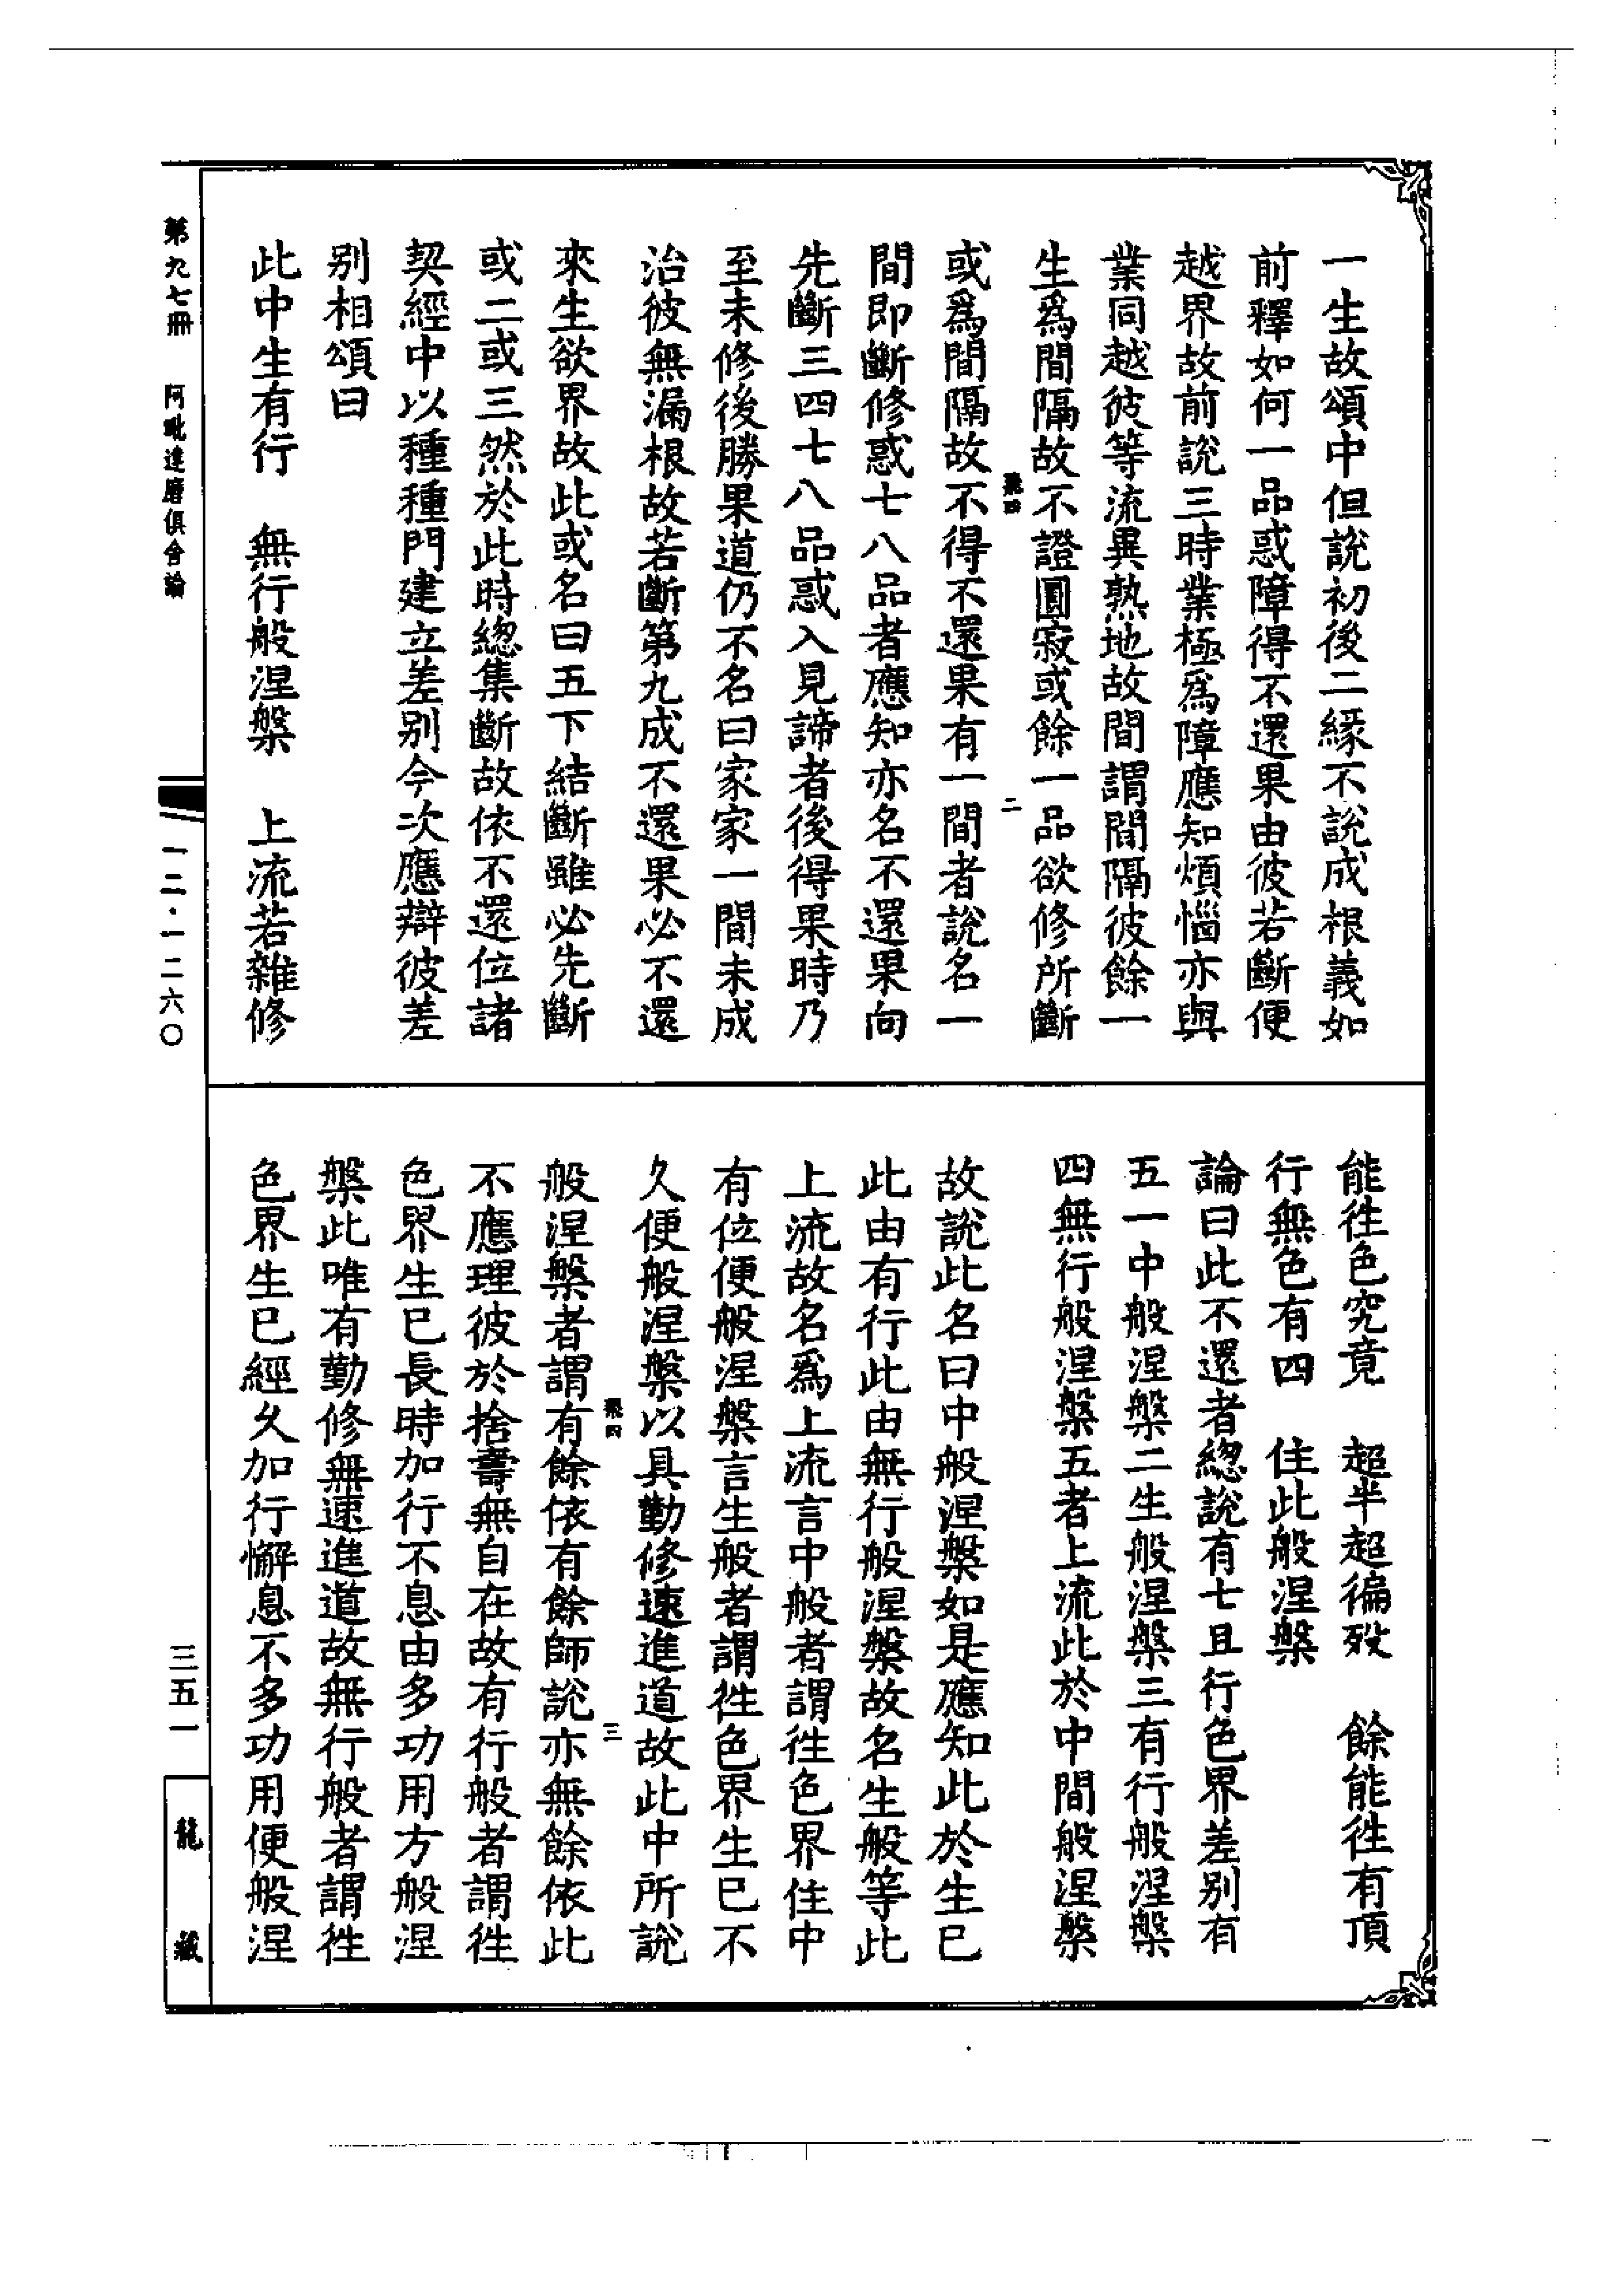 一生故頌中但說初後二緣不說成根義如
前釋如何一品惑障得不還果由彼若斷便
越界故前說三時業極爲障應知煩惱亦與
業同越彼等流異熟地故間謂間隔彼餘一
生爲間隔故不證圓寂或餘一品欲修所斷
二
或爲間隔故不得不還果有一間者說名一
間即斷修惑七八品者應知亦名不還果向
先斷三四七八品惑入見諦者後得果時乃
至未修後勝果道仍不名曰家家一間未成
治彼無漏根故若斷第九成不還果必不還
來生欲界故此或名曰五下結斷雖必先斷
或二或三然於此時總集斷故依不還位諸
契經中以種種門建立差別今次應辯彼差
別相頌曰
此中生有行　無行般涅槃　上流若雜修
能往色究竟　超半超徧歿　餘能往有頂
行無色有四　住此般涅槃
論曰此不還者總說有七且行色界差別有
五一中般涅槃二生般涅槃三有行般涅槃
四無行般涅槃五者上流此於中間般涅槃
故說此名曰中般涅槃如是應知此於生已
此由有行此由無行般涅槃故名生般等此
上流故名爲上流言中般者謂往色界住中
有位便般涅槃言生般者謂往色界生已不
久便般涅槃以具勤修速進道故此中所說
三
般涅槃者謂有餘依有餘師說亦無餘依此
不應理彼於捨壽無自在故有行般者謂往
色界生已長時加行不息由多功用方般涅
槃此唯有勤修無速進道故無行般者謂往
色界生已經久加行懈息不多功用便般涅
第九七冊　阿毗達磨俱舍論
一二·一二六〇
三五一
龍藏